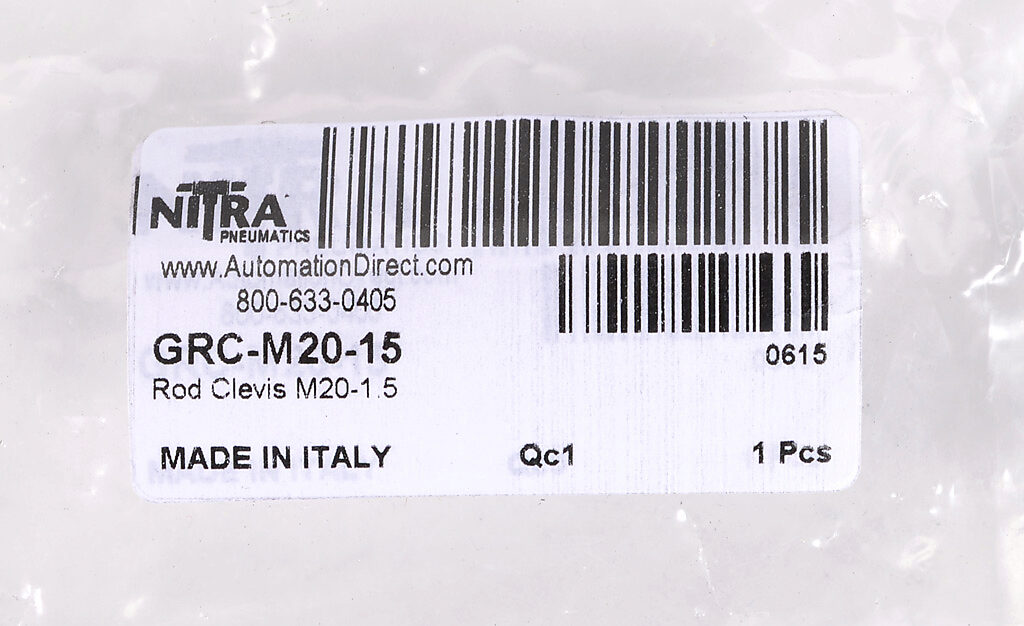 NITRA
PNEUMATICS
www.AutomationDirect.com
800-633-0405
GRC-M20-15
0615
Rod Clevis M20-1.5
MADE IN ITALY Qc1 1 Pcs